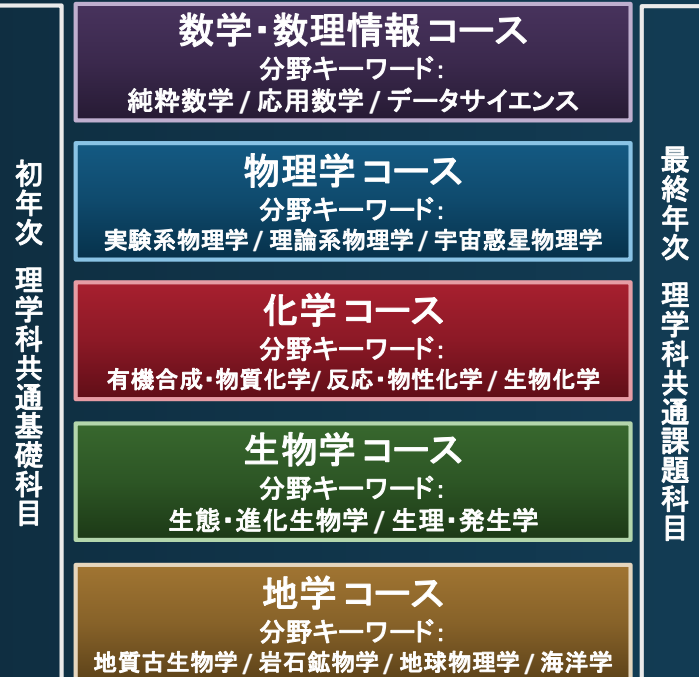 初年次 理学科共通基礎科目
数学・数理情報 コース
分野キーワード：
純粋数学 / 応用数学 / データサイエンス
物理学 コース
分野キーワード：
実験系物理学 / 理論系物理学 / 宇宙惑星物理学
化学 コース
分野キーワード：
有機合成・物質化学/ 反応・物性化学 / 生物化学
生物学 コース
分野キーワード：
生態・進化生物学 / 生理・発生学
地学 コース
分野キーワード：
地質古生物学 / 岩石鉱物学 / 地球物理学 / 海洋学
最終年次 理学科共通課題科目